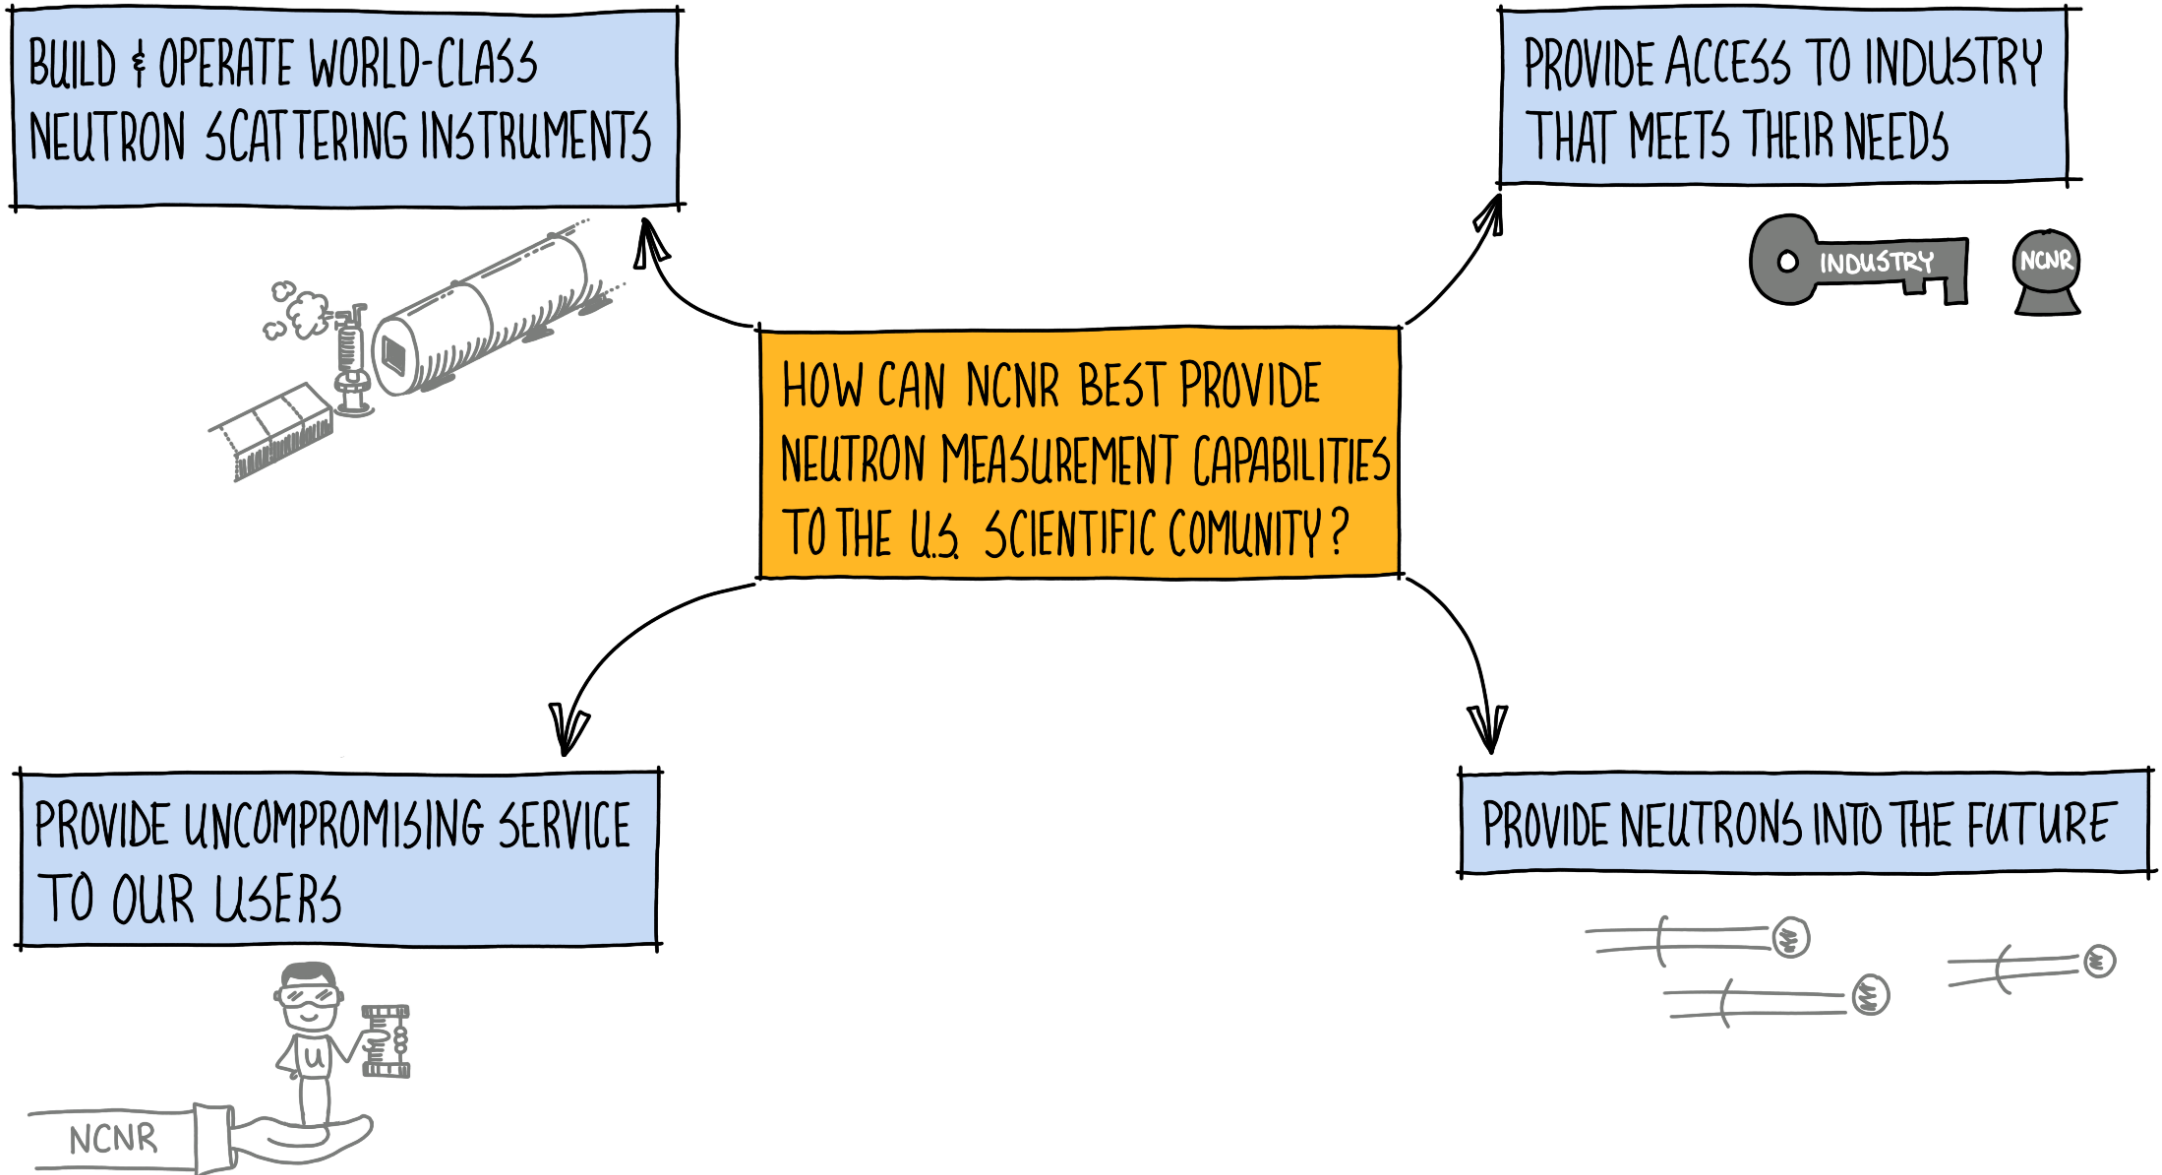 BUILD & OPERATE WORLD-CLASS
NEUTRON SCATTERING INSTRUMENTS
PROVIDE ACCESS TO INDUSTRY
THAT MEETS THEIR NEEDS
INDUSTRY
NCNR
HOW CAN NCNR BEST PROVIDE
NEUTRON MEASUREMENT CAPABILITIES
TO THE U.S. SCIENTIFIC COMUNITY?
PROVIDE UNCOMPROMISING SERVICE
TO OUR USERS
U
NCNR
PROVIDE NEUTRONS INTO THE FUTURE